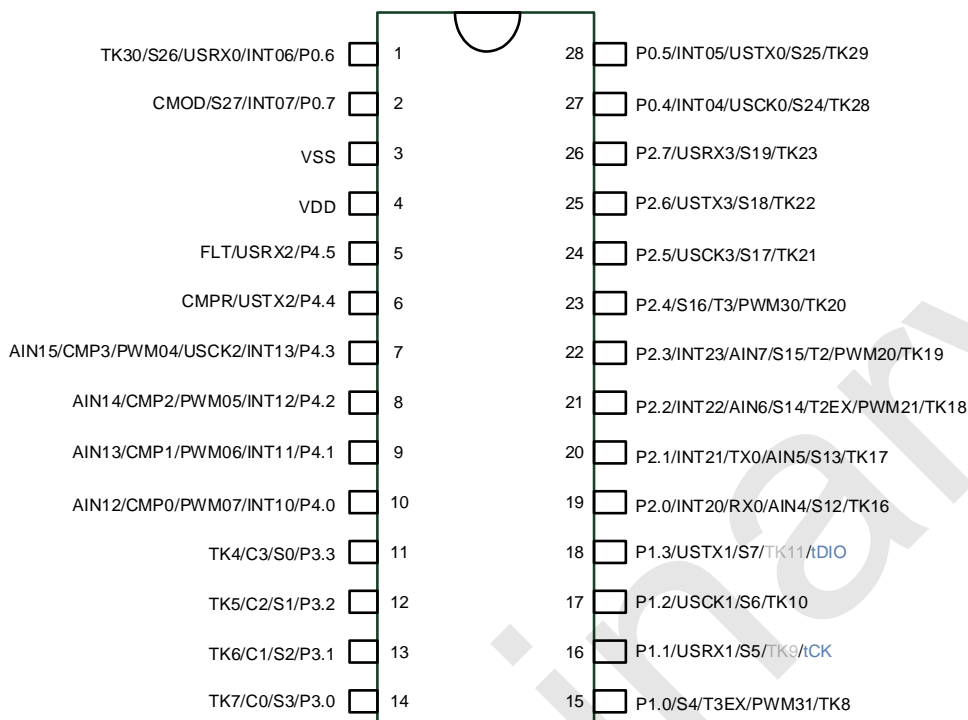 TK30/S26/USRX0/INT06/P0.6 1 28 P0.5/INT05/USTX0/S25/TK29
CMOD/S27/INT07/P0.7 2 27 P0.4/INT04/USCK0/S24/TK28
VSS 3 26 P2.7/USRX3/S19/TK23
VDD 4 25 P2.6/USTX3/S18/TK22
FLT/USRX2/P4.5 5 24 P2.5/USCK3/S17/TK21
CMPR/USTX2/P4.4 6 23 P2.4/S16/T3/PWM30/TK20
AIN15/CMP3/PWM04/USCK2/INT13/P4.3 7 22 P2.3/INT23/AIN7/S15/T2/PWM20/TK19
AIN14/CMP2/PWM05/INT12/P4.2 8 21 P2.2/INT22/AIN6/S14/T2EX/PWM21/TK18
AIN13/CMP1/PWM06/INT11/P4.1 9 20 P2.1/INT21/TX0/AIN5/S13/TK17
AIN12/CMP0/PWM07/INT10/P4.0 10 19 P2.0/INT20/RX0/AIN4/S12/TK16
TK4/C3/S0/P3.3 11 18 P1.3/USTX1/S7/TK11/tDIO
TK5/C2/S1/P3.2 12 17 P1.2/USCK1/S6/TK10
TK6/C1/S2/P3.1 13 16 P1.1/USRX1/S5/TK9/tCK
TK7/C0/S3/P3.0 14 15 P1.0/S4/T3EX/PWM31/TK8